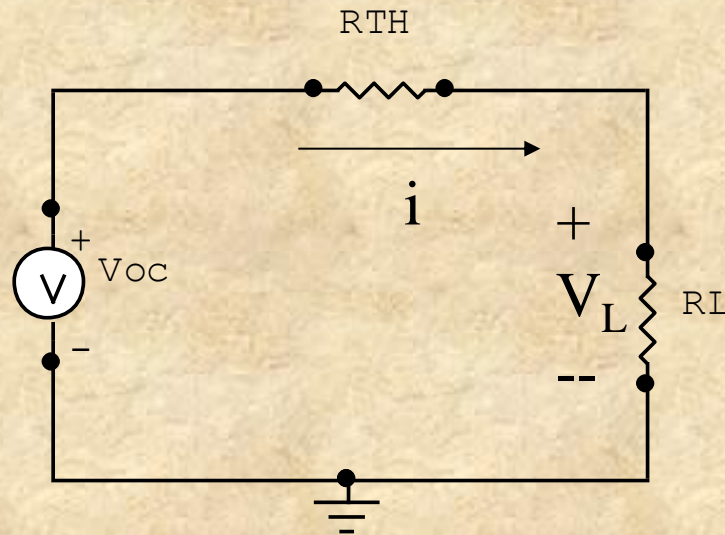 RTH
i
+
V
Voc
-
+
VL
--
RL